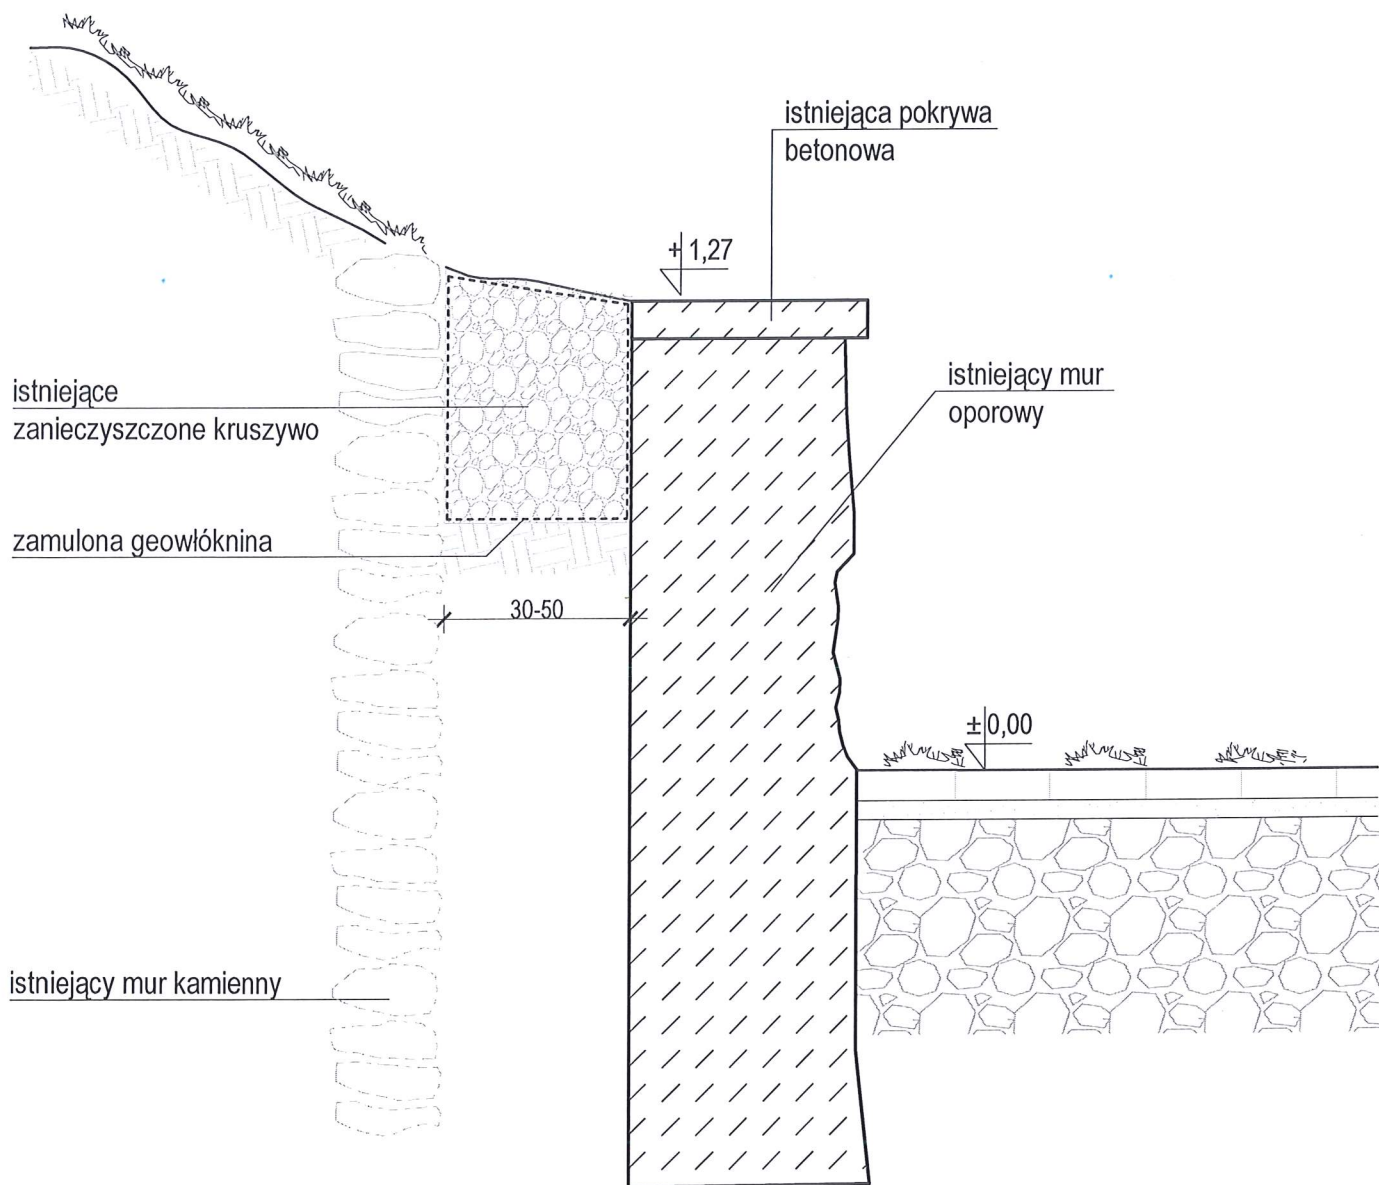 istniejąca pokrywa
betonowa
+1,27
istniejący mur
oporowy
istniejące
zanieczyszczone kruszywo
zamulona geowłóknina
30-50
±0,00
istniejący mur kamienny